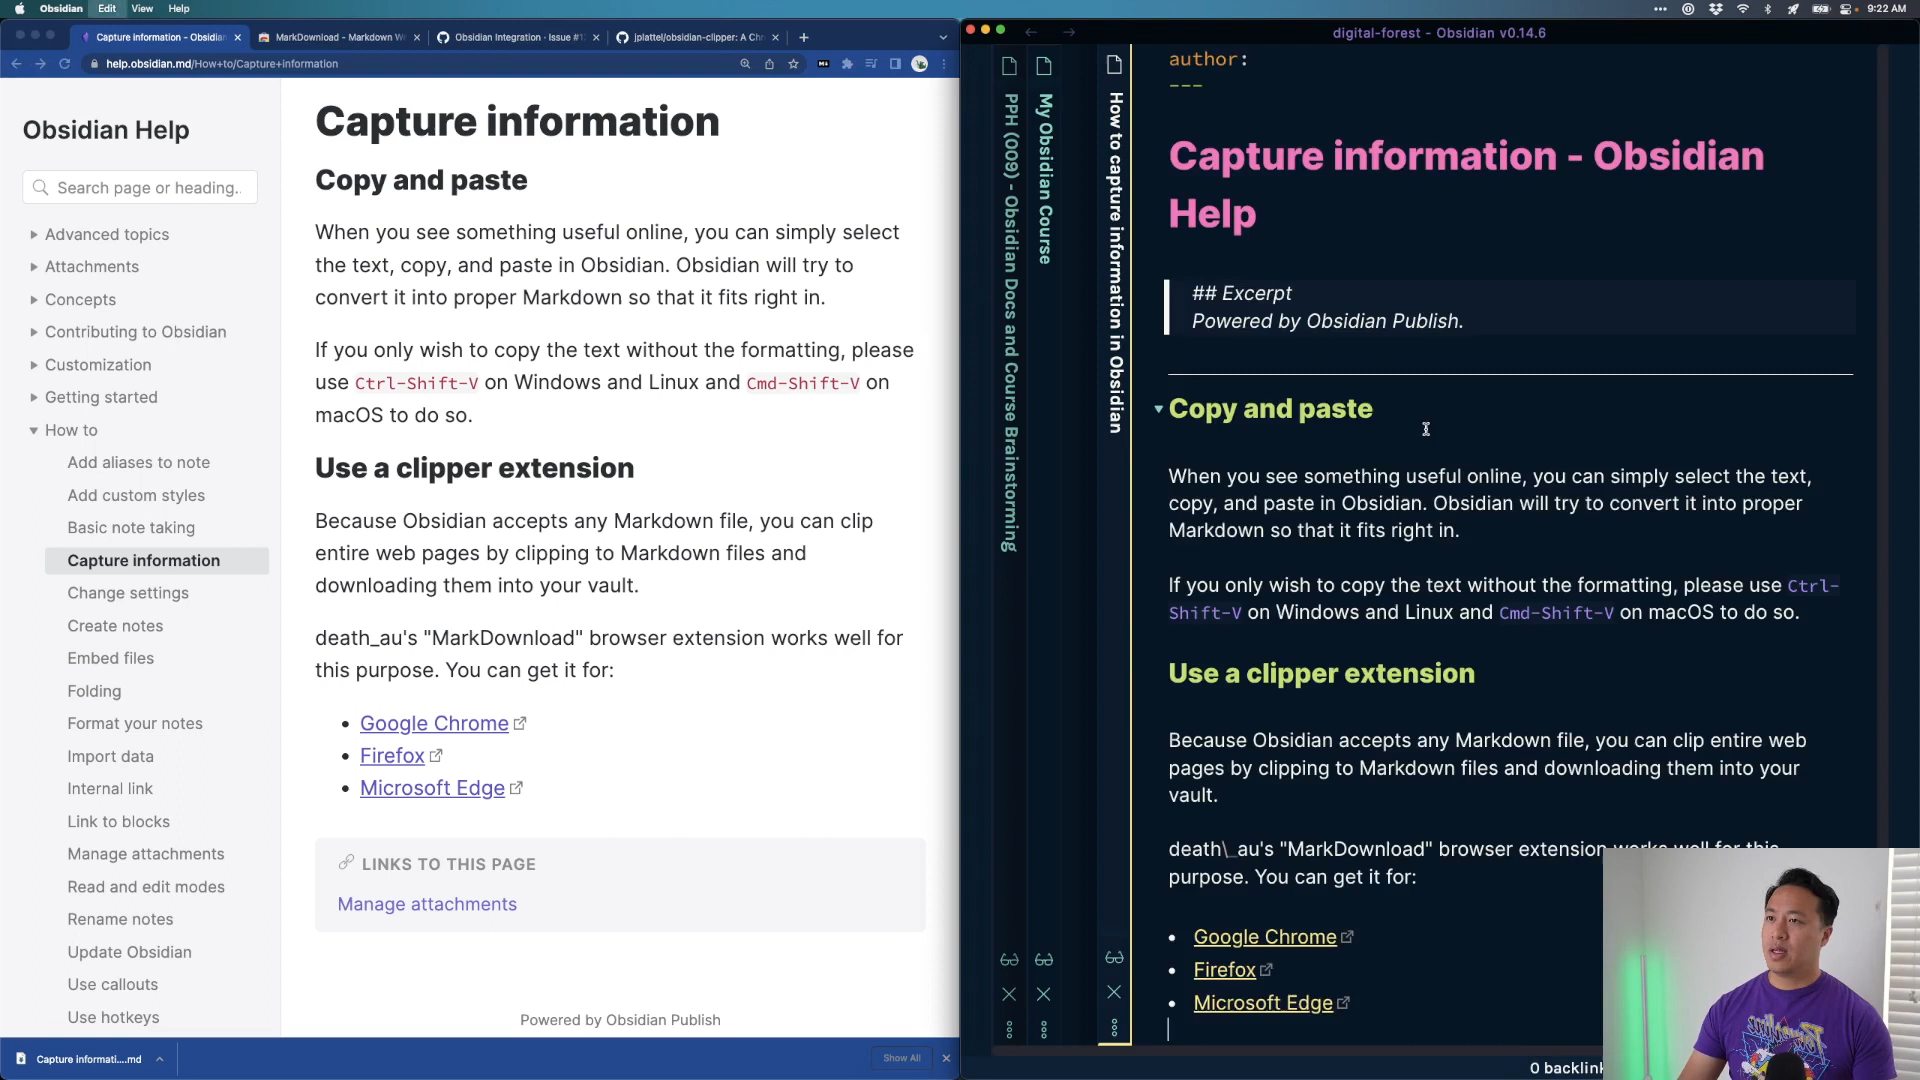 Obsidian Edit View Help
9:22 AM
Capture information - Obsidian
MarkDownload - Markdown W
Obsidian Integration · Issue #1
jplattel/obsidian-clipper: A Ch
help.obsidian.md/How+to/Capture+information
Obsidian Help
Search page or heading..
Advanced topics
Attachments
Concepts
Contributing to Obsidian
Customization
Getting started
How to
Add aliases to note
Add custom styles
Basic note taking
Capture information
Change settings
Create notes
Embed files
Folding
Format your notes
Import data
Internal link
Link to blocks
Manage attachments
Read and edit modes
Rename notes
Update Obsidian
Use callouts
Use hotkeys
Capture information
Copy and paste
When you see something useful online, you can simply select
the text, copy, and paste in Obsidian. Obsidian will try to
convert it into proper Markdown so that it fits right in.
If you only wish to copy the text without the formatting, please
use Ctrl-Shift-V on Windows and Linux and Cmd-Shift-V on
macOS to do so.
Use a clipper extension
Because Obsidian accepts any Markdown file, you can clip
entire web pages by clipping to Markdown files and
downloading them into your vault.
death_au's "MarkDownload" browser extension works well for
this purpose. You can get it for:
• Google Chrome
• Firefox
• Microsoft Edge
LINKS TO THIS PAGE
Manage attachments
Powered by Obsidian Publish
Capture informati....md
Show All
digital-forest - Obsidian v0.14.6
PPH (009) - Obsidian Docs and Course Brainstorming
My Obsidian Course
How to capture information in Obsidian
author:
---
Capture information - Obsidian
Help
## Excerpt
Powered by Obsidian Publish.
Copy and paste
When you see something useful online, you can simply select the text,
copy, and paste in Obsidian. Obsidian will try to convert it into proper
Markdown so that it fits right in.
If you only wish to copy the text without the formatting, please use Ctrl-
Shift-V on Windows and Linux and Cmd-Shift-V on macOS to do so.
Use a clipper extension
Because Obsidian accepts any Markdown file, you can clip entire web
pages by clipping to Markdown files and downloading them into your
vault.
death\_au's "MarkDownload" browser extension works well for this
purpose. You can get it for:
• Google Chrome
• Firefox
• Microsoft Edge
0 backlink